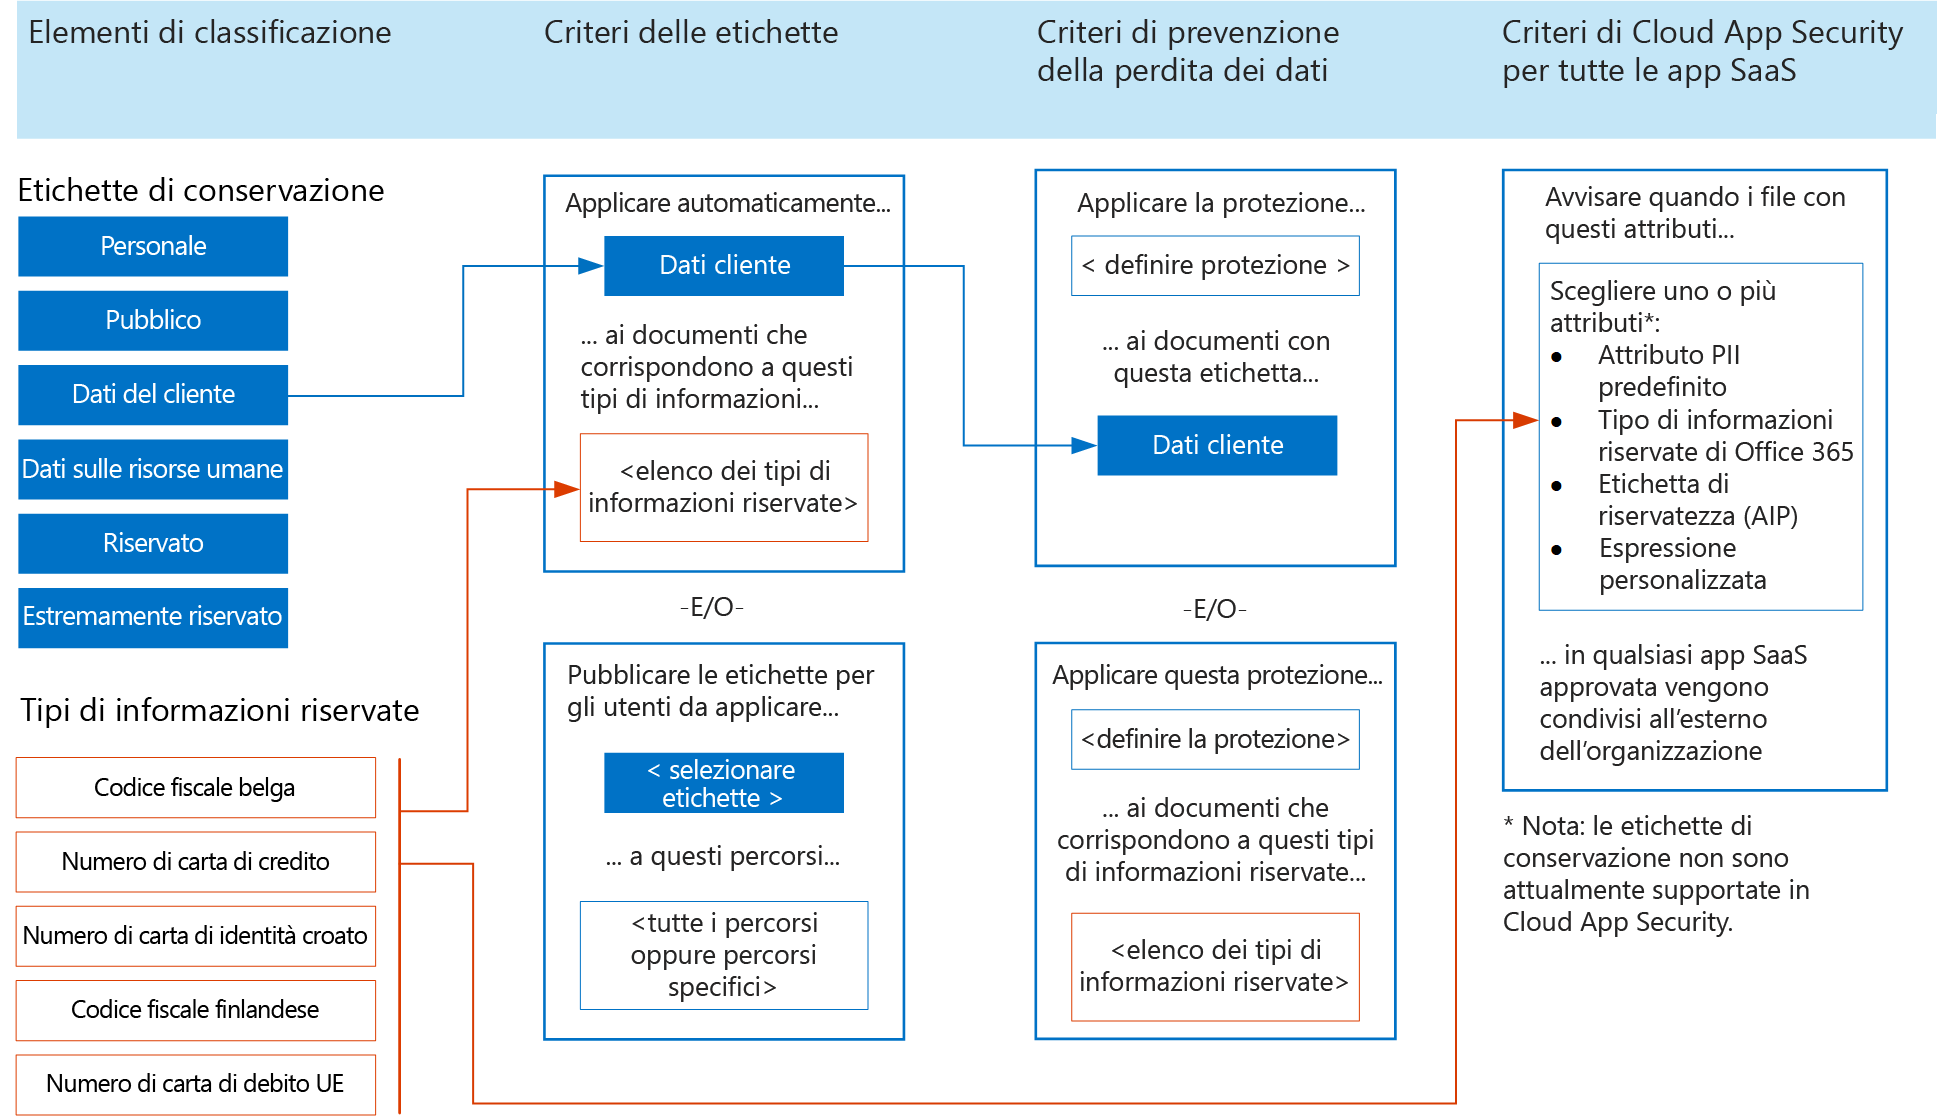 Elementi di classificazione
Criteri delle etichette
Criteri di prevenzione
della perdita dei dati
Criteri di Cloud App Security
per tutte le app SaaS
Etichette di conservazione
Personale
Pubblico
Dati del cliente
Dati sulle risorse umane
Riservato
Estremamente riservato
Tipi di informazioni riservate
Codice fiscale belga
Numero di carta di credito
Numero di carta di identità croato
Codice fiscale finlandese
Numero di carta di debito UE
Applicare automaticamente...
Dati cliente
... ai documenti che
corrispondono a questi
tipi di informazioni...
<elenco dei tipi di
informazioni riservate>
-E/O-
Pubblicare le etichette per
gli utenti da applicare...
< selezionare
etichette >
... a questi percorsi...
<tutte i percorsi
oppure percorsi
specifici>
Applicare la protezione...
< definire protezione >
... ai documenti con
questa etichetta...
Dati cliente
-E/O-
Applicare questa protezione...
<definire la protezione>
... ai documenti che
corrispondono a questi tipi
di informazioni riservate...
<elenco dei tipi di
informazioni riservate>
Avvisare quando i file con
questi attributi...
Scegliere uno o più
attributi*:
● Attributo PII
predefinito
● Tipo di informazioni
riservate di Office 365
● Etichetta di
riservatezza (AIP)
● Espressione
personalizzata
... in qualsiasi app SaaS
approvata vengono
condivisi all'esterno
dell'organizzazione
* Nota: le etichette di
conservazione non sono
attualmente supportate in
Cloud App Security.